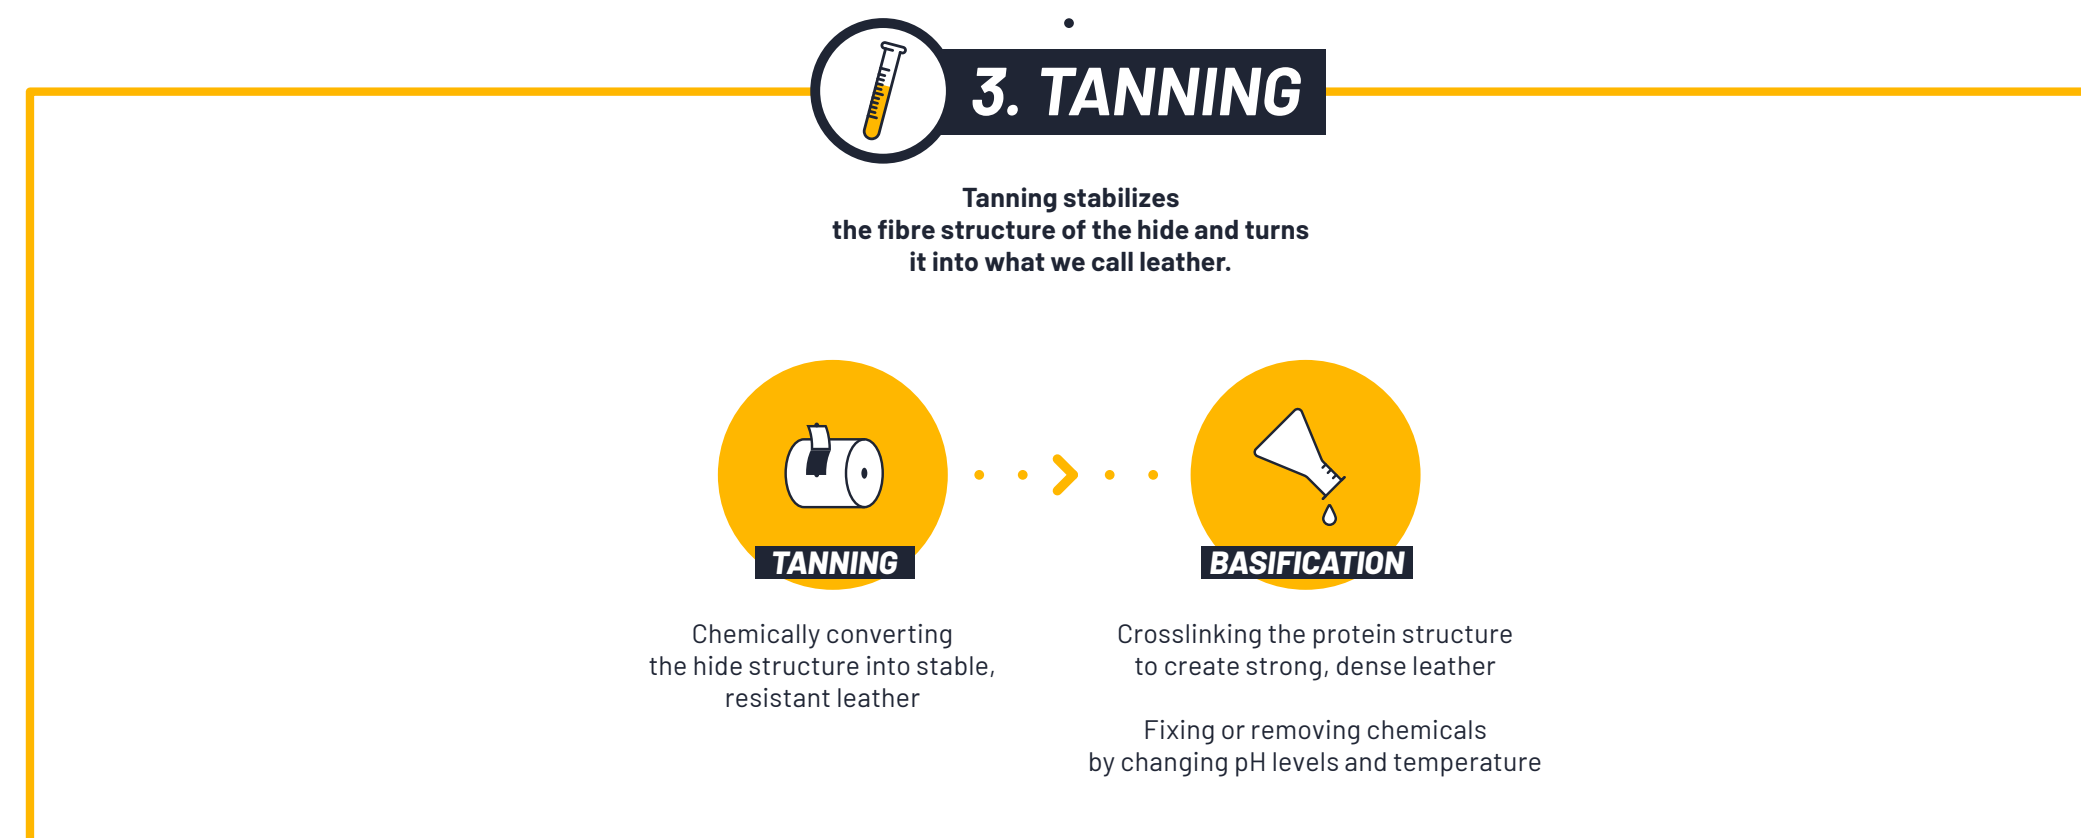 3. TANNING
Tanning stabilizes
the fibre structure of the hide and turns
it into what we call leather.
TANNING
Chemically converting
the hide structure into stable,
resistant leather
BASIFICATION
Crosslinking the protein structure
to create strong, dense leather
Fixing or removing chemicals
by changing pH levels and temperature